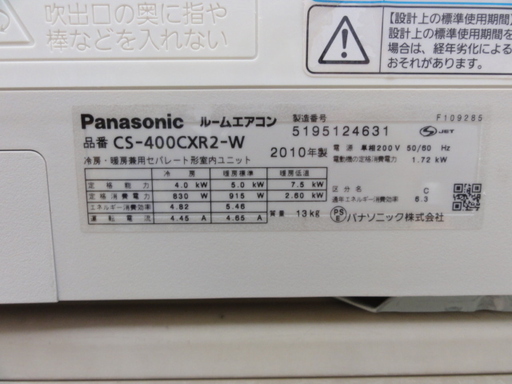 吹出口の奥に指や
棒などを入れない
【設計上の標準使用期間】
設計上の標準使用期間
場合は、経年劣化によ
おそれがあります。
Panasonic ルームエアコン
品番 CS-400CXR2-W
冷房・暖房兼用セパレート形室内ユニット
2010年製
製造番号
5195124631
JET
F109285
電源 単相200V 50/60 Hz
電動機の定格消費電力 1.72 kW
冷房 暖房標準 暖房低温
定格能力 4.0 kW 5.0 kW 7.5 kW
定格消費電力 830 W 915 W 2.60 kW
エネルギー消費効率 4.82 5.46
運転電流 4.45 A 4.65 A
質量 13kg
区分名 C
通年エネルギー消費効率 6.3
PSE
パナソニック株式会社